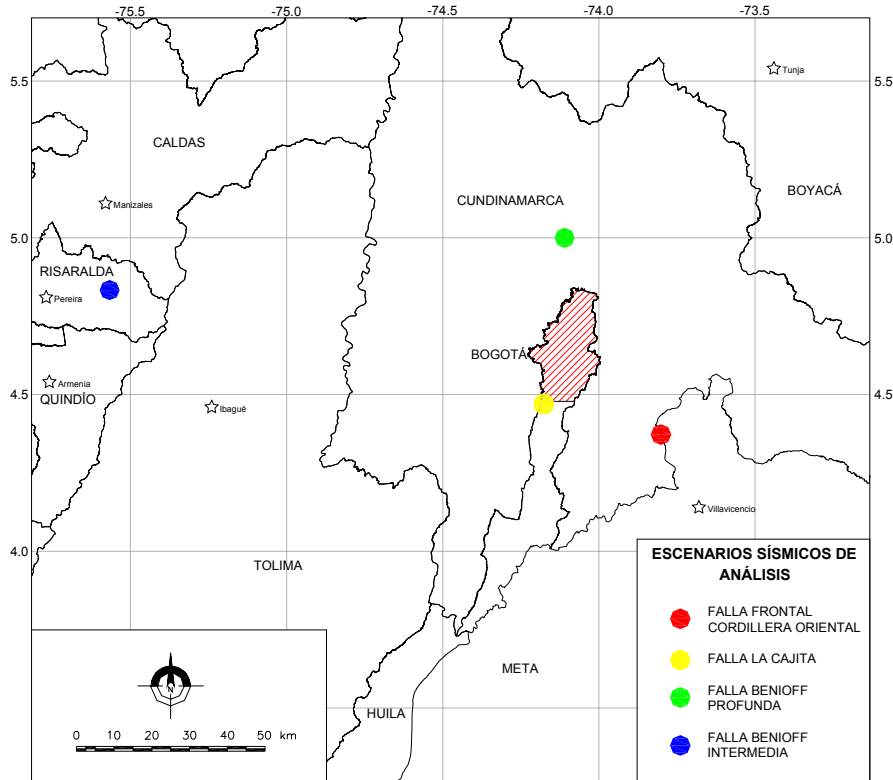 -75.5 -75.0 -74.5 -74.0 -73.5
5.5 5.5
Tunja
CALDAS
BOYACÁ
CUNDINAMARCA
Manizales
5.0 5.0
RISARALDA
Pereira
BOGOTÁ
Armenia
QUINDÍO
Ibagué
4.5 4.5
Villavicencio
4.0 4.0
TOLIMA
META
HUILA
ESCENARIOS SÍSMICOS DE
ANÁLISIS
FALLA FRONTAL
CORDILLERA ORIENTAL
FALLA LA CAJITA
FALLA BENIOFF
PROFUNDA
FALLA BENIOFF
INTERMEDIA
N
0 10 20 30 40 50 km